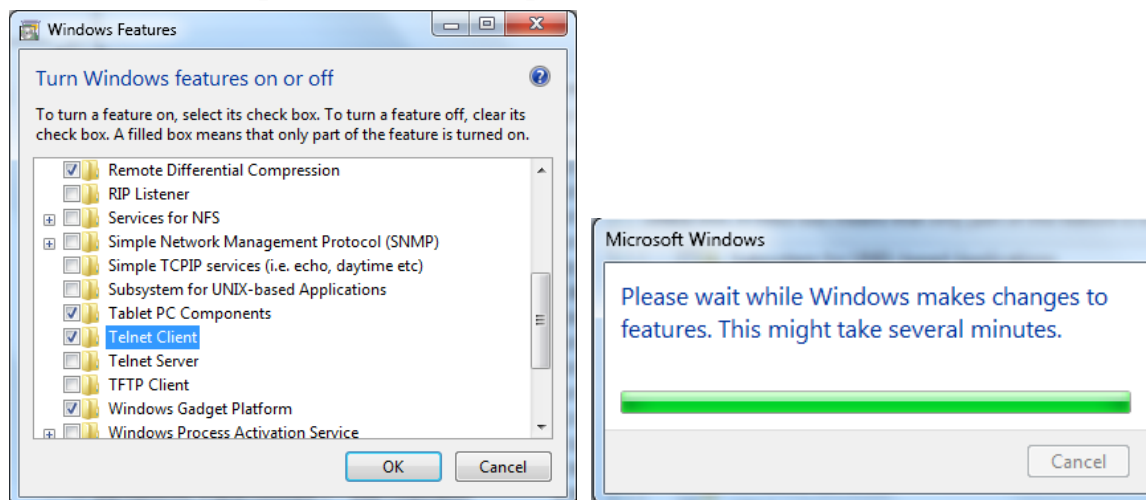 Windows Features
Turn Windows features on or off
To turn a feature on, select its check box. To turn a feature off, clear its
check box. A filled box means that only part of the feature is turned on.
Remote Differential Compression
RIP Listener
Services for NFS
Simple Network Management Protocol (SNMP)
Simple TCPIP services (i.e. echo, daytime etc)
Subsystem for UNIX-based Applications
Tablet PC Components
Telnet Client
Telnet Server
TFTP Client
Windows Gadget Platform
Windows Process Activation Service
OK
Cancel
Microsoft Windows
Please wait while Windows makes changes to
features. This might take several minutes.
Cancel